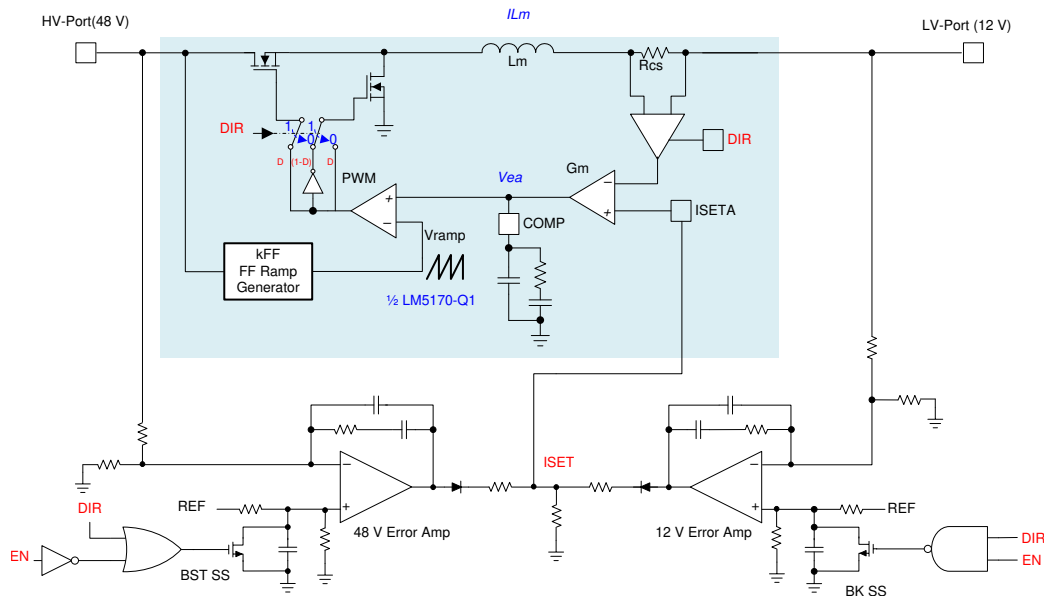 ILm
HV-Port(48 V)
LV-Port (12 V)
Lm
Rcs
DIR
1
1
0
0
DIR
D
(1-D)
D
PWM
Vea
Gm
+
−
−
+
COMP
ISETA
Vramp
kFF
FF Ramp
Generator
½ LM5170-Q1
−
+
ISET
−
+
DIR
REF
48 V Error Amp
12 V Error Amp
REF
EN
BST SS
BK SS
DIR
EN